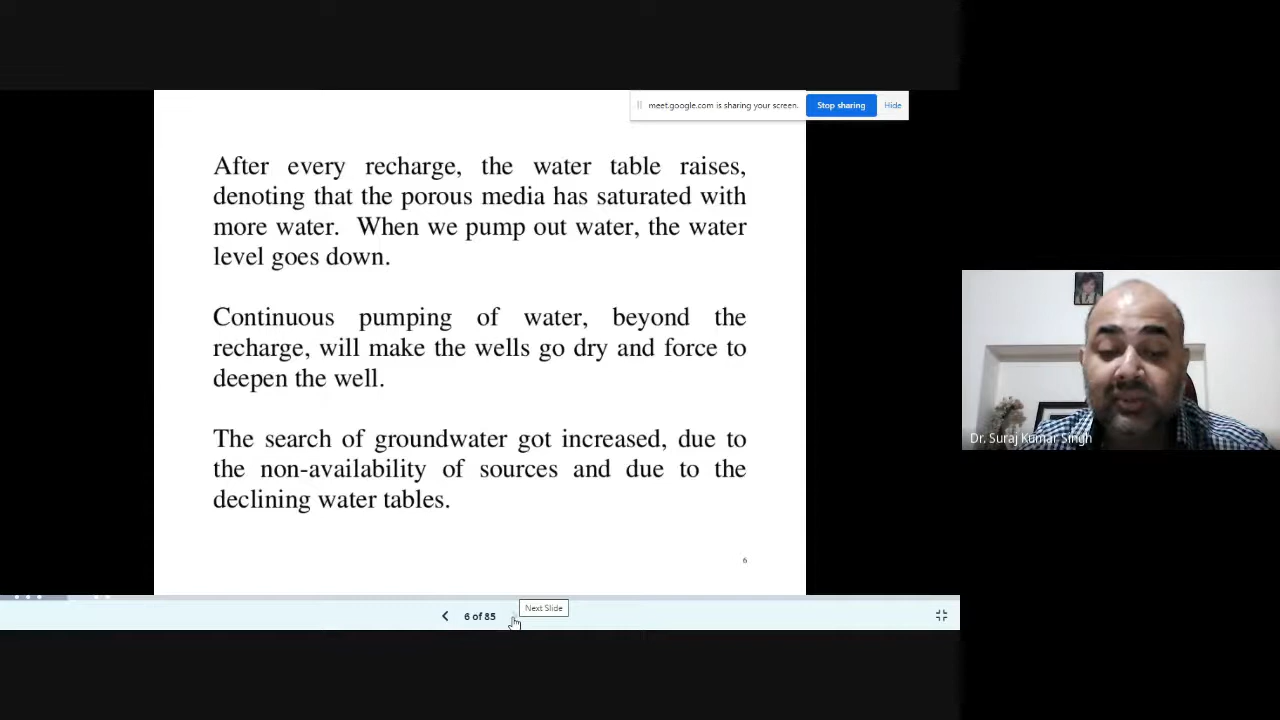 meet.google.com is sharing your screen.
Stop sharing
Hide
After every recharge, the water table raises,
denoting that the porous media has saturated with
more water. When we pump out water, the water
level goes down.
Continuous pumping of water, beyond the
recharge, will make the wells go dry and force to
deepen the well.
The search of groundwater got increased, due to
the non-availability of sources and due to the
declining water tables.
6
Dr. Suraj Kumar Singh
Next Slide
6 of 85